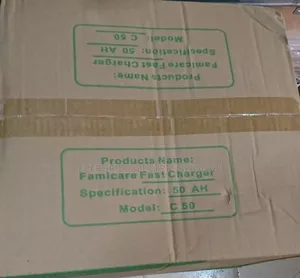 Products Name:
Famicare Fast Charger
Specification: 50 AH
Model: C 50
Products Name:
Famicare Fast Charger
Specification: 50 AH
Model: C 50